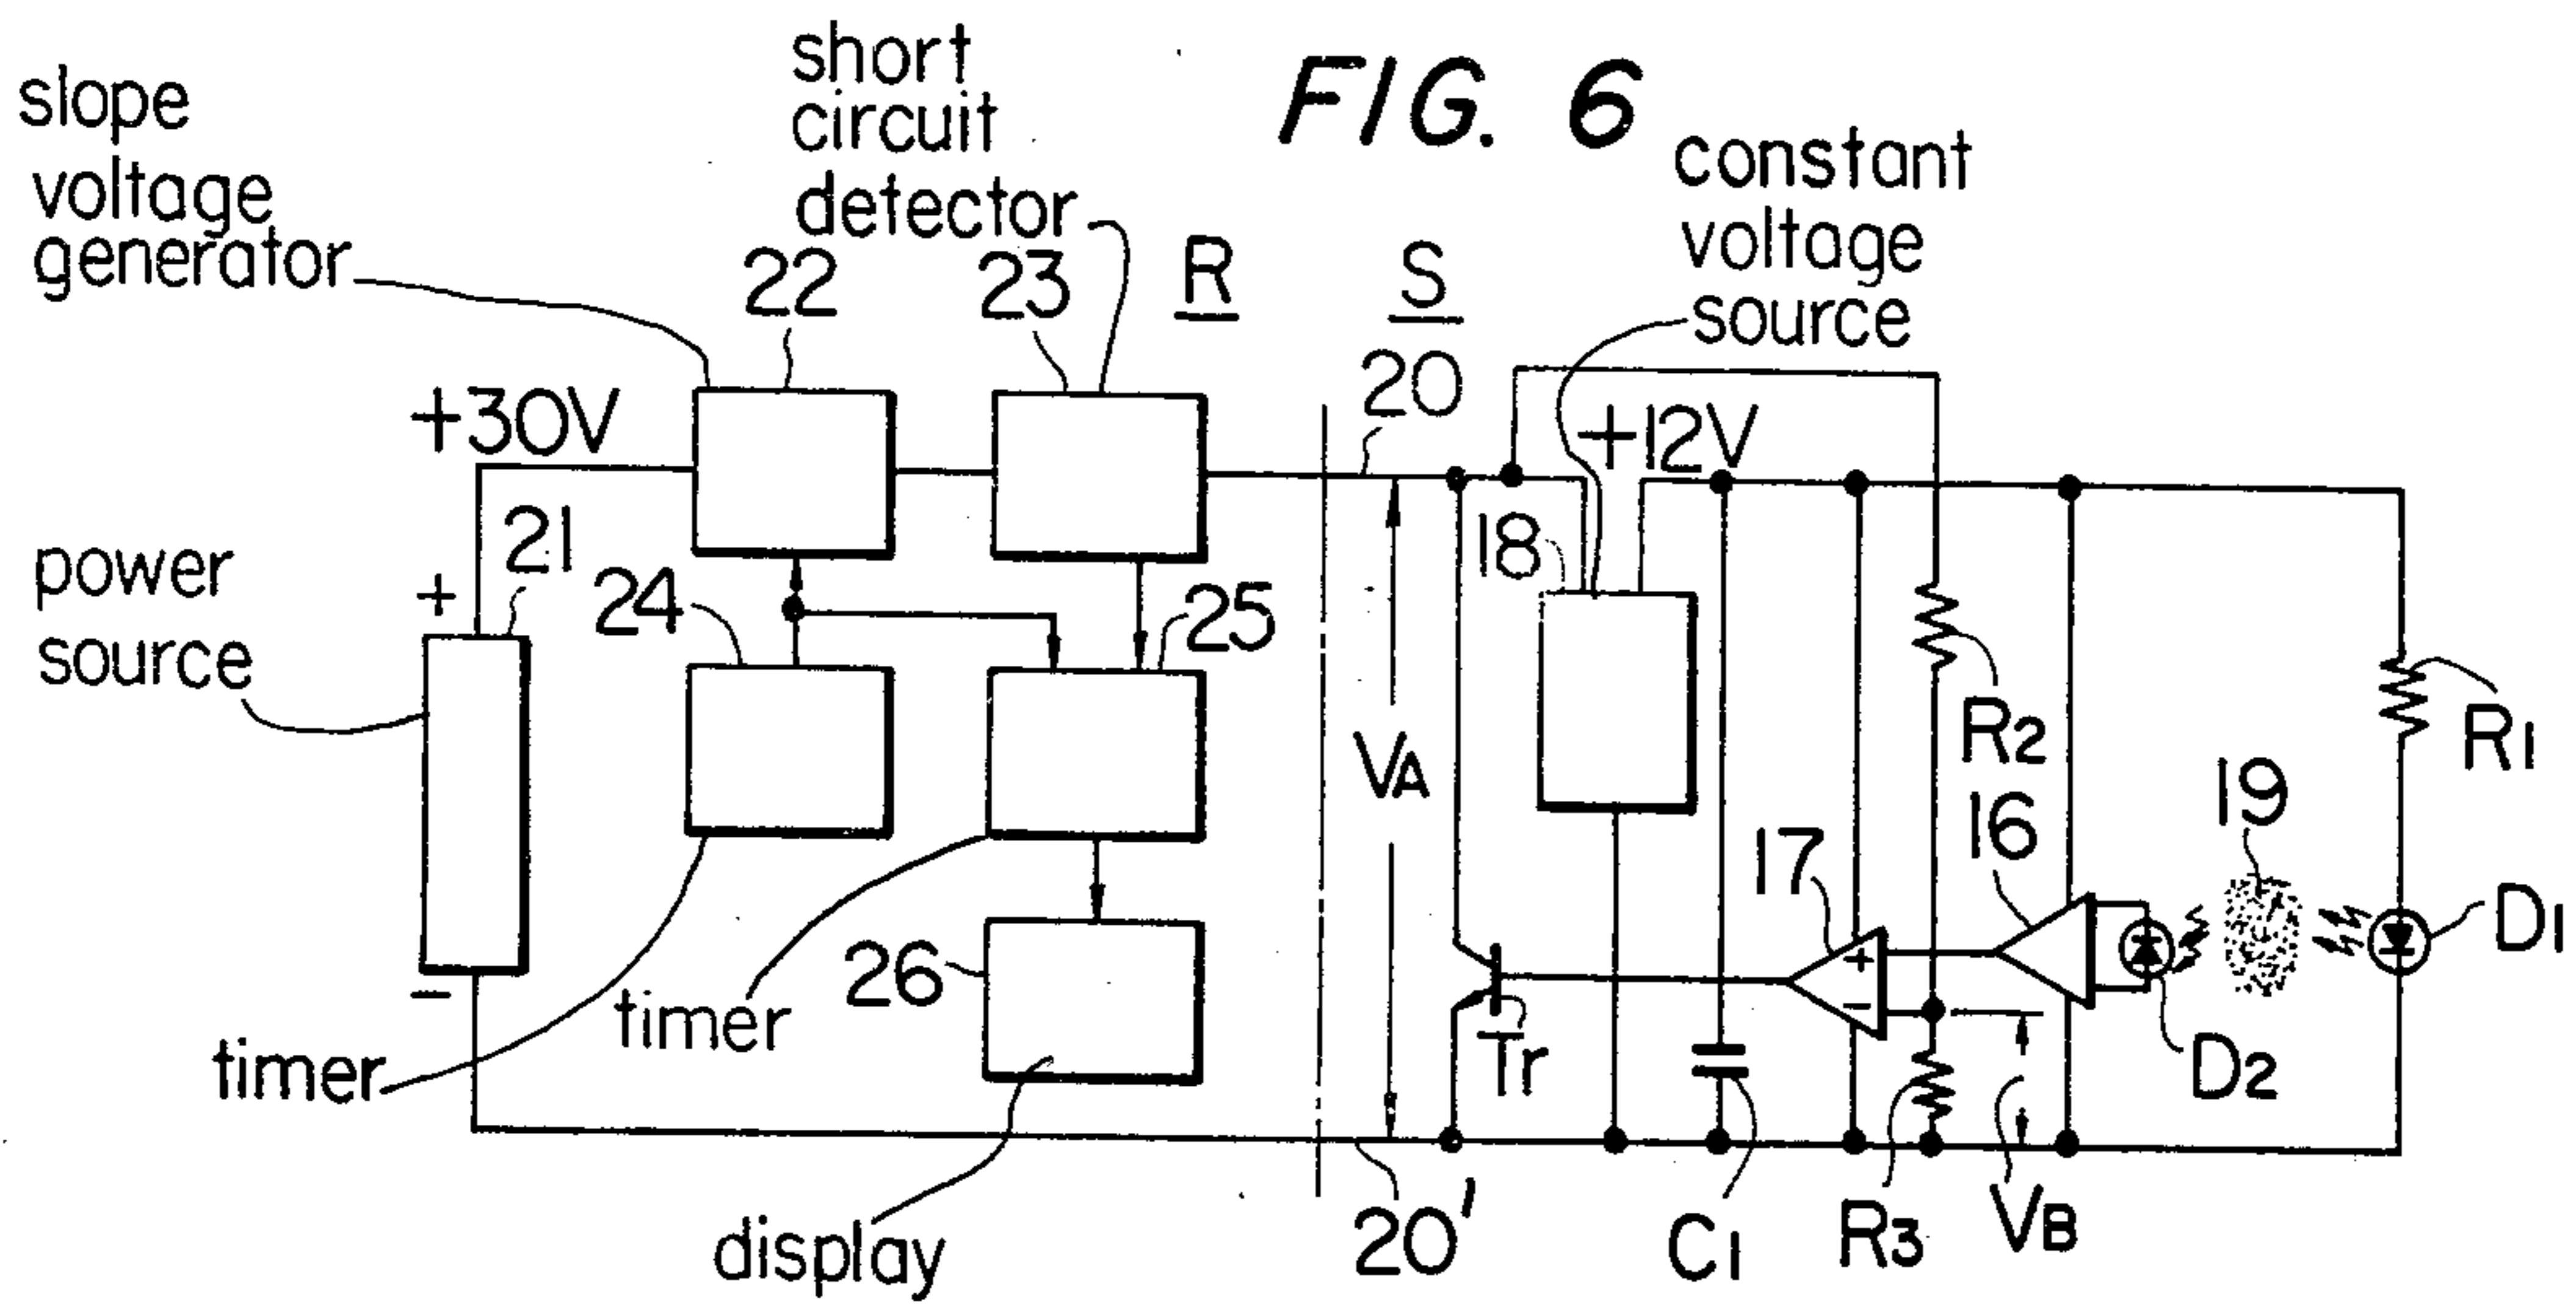 FIG. 6
slope
voltage
generator
short
circuit
detector
constant
voltage
source
22
23
R
S
20
+30V
+12V
power
source
+
21
24
25
18
VA
R2
R1
19
16
17
+
−
D1
D2
−
26
timer
timer
Tr
display
20'
C1
R3
VB